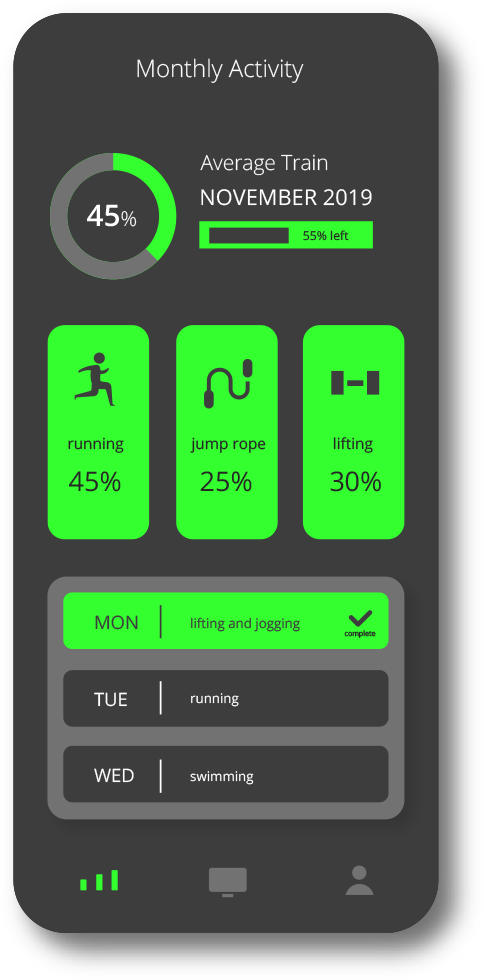 Monthly Activity
45%
Average Train
NOVEMBER 2019
55% left
running
45%
jump rope
25%
lifting
30%
MON
lifting and jogging
complete
TUE
running
WED
swimming